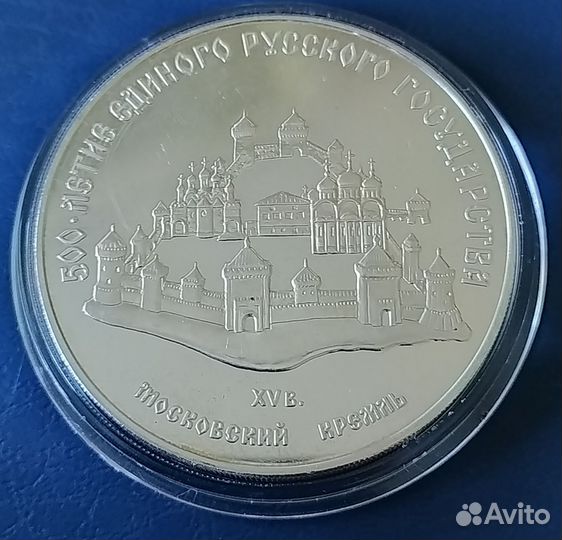 500-ЛЕТИЕ ЕДИНОГО РУССКОГО ГОСУДАРСТВА
XV В.
МОСКОВСКИЙ КРЕМЛЬ
Avito